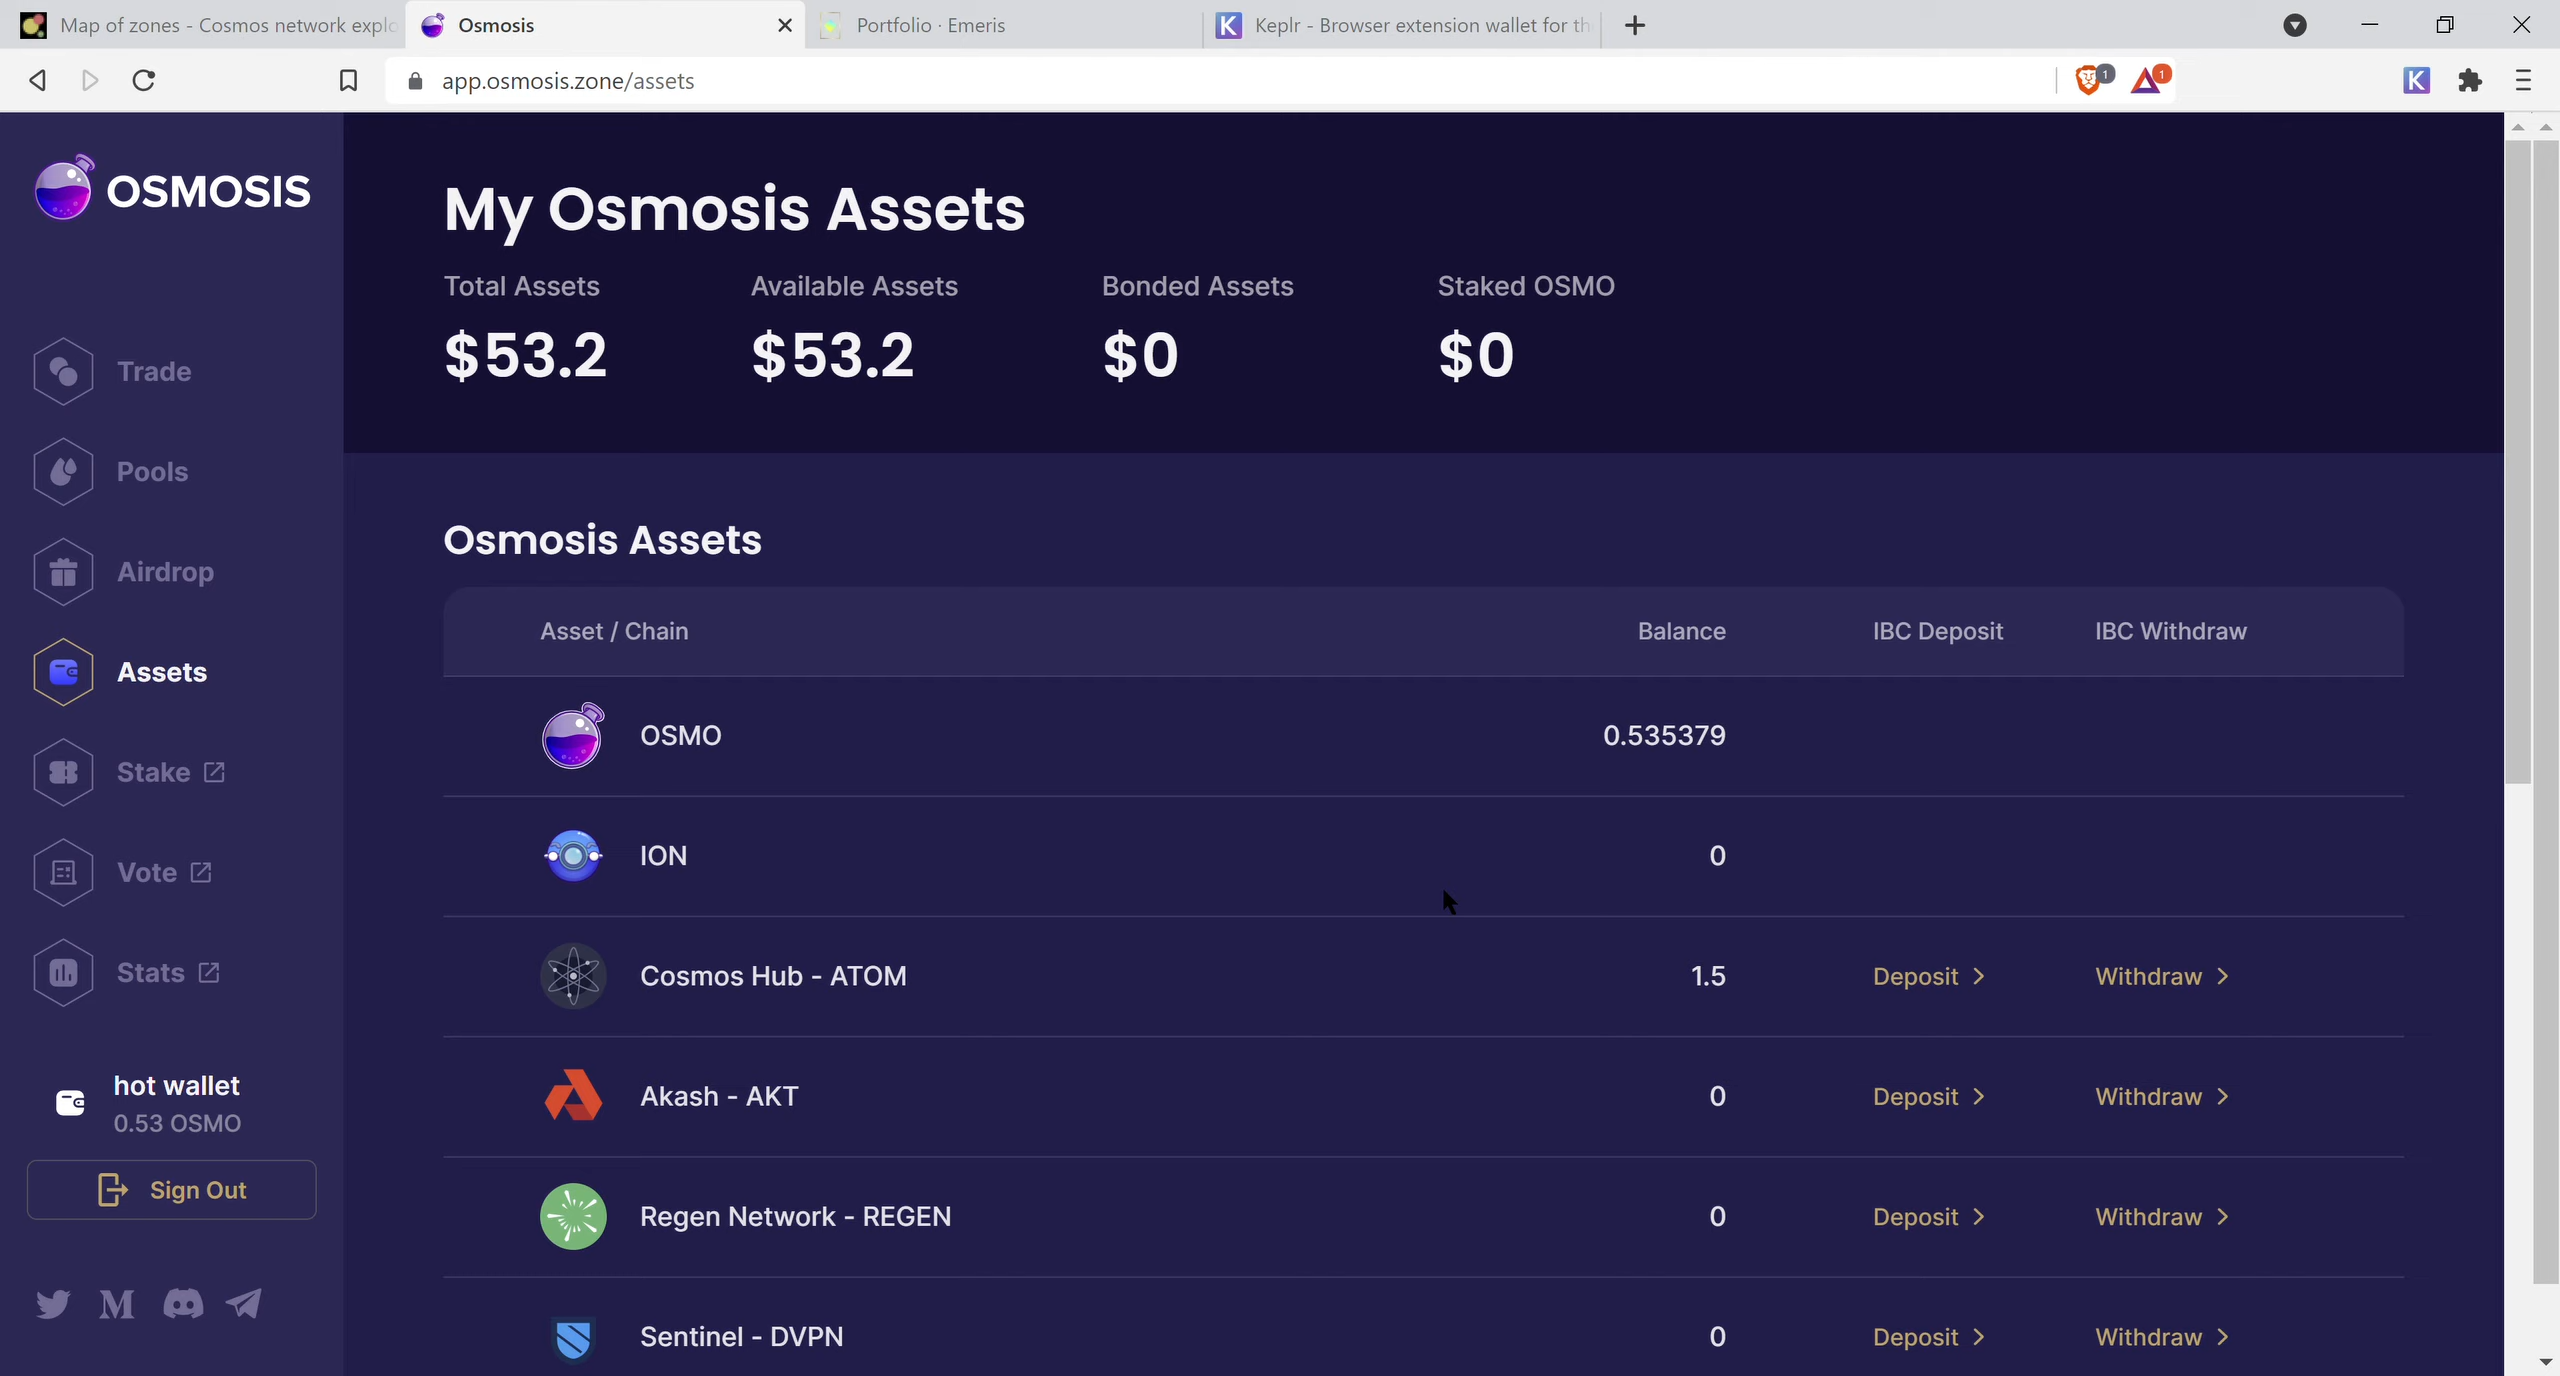 Map of zones - Cosmos network explo
Osmosis
Portfolio · Emeris
Keplr - Browser extension wallet for th
app.osmosis.zone/assets
1
1
OSMOSIS
Trade
Pools
Airdrop
Assets
Stake
Vote
Stats
hot wallet
0.53 OSMO
Sign Out
My Osmosis Assets
Total Assets Available Assets Bonded Assets Staked OSMO
$53.2 $53.2 $0 $0
Osmosis Assets
Asset / Chain Balance IBC Deposit IBC Withdraw
OSMO 0.535379
ION 0
Cosmos Hub - ATOM 1.5 Deposit Withdraw
Akash - AKT 0 Deposit Withdraw
Regen Network - REGEN 0 Deposit Withdraw
Sentinel - DVPN 0 Deposit Withdraw